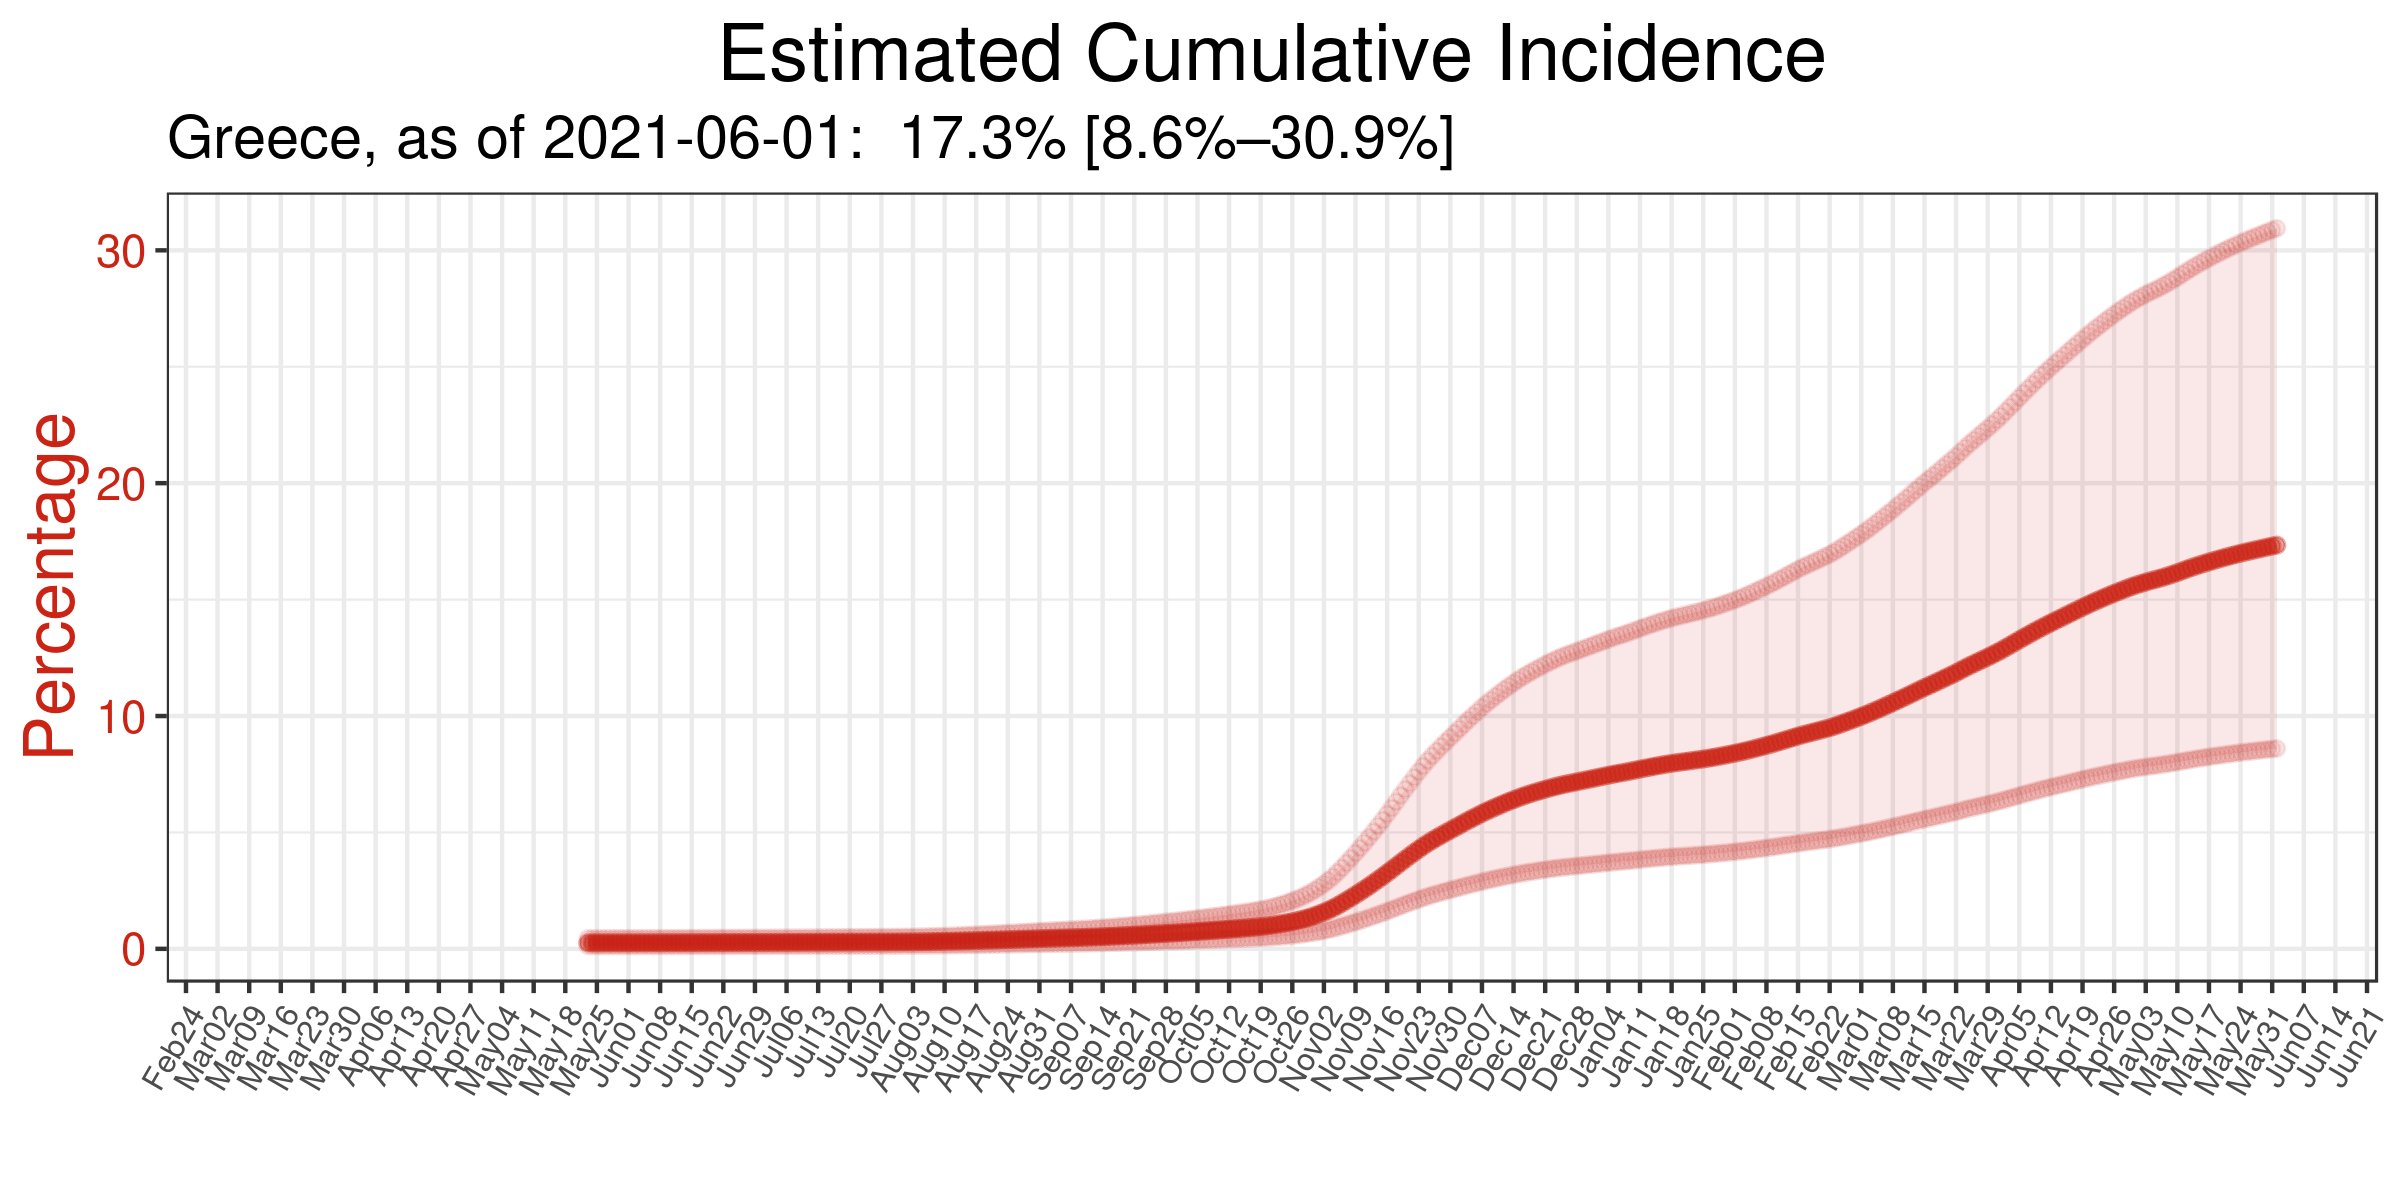 Estimated Cumulative Incidence
Greece, as of 2021-06-01:  17.3% [8.6%–30.9%]
Percentage
30
20
10
0
Feb24 Mar02 Mar09 Mar16 Mar23 Mar30 Apr06 Apr13 Apr20 Apr27 May04 May11 May18 May25 Jun01 Jun08 Jun15 Jun22 Jun29 Jul06 Jul13 Jul20 Jul27 Aug03 Aug10 Aug17 Aug24 Aug31 Sep07 Sep14 Sep21 Sep28 Oct05 Oct12 Oct19 Oct26 Nov02 Nov09 Nov16 Nov23 Nov30 Dec07 Dec14 Dec21 Dec28 Jan04 Jan11 Jan18 Jan25 Feb01 Feb08 Feb15 Feb22 Mar01 Mar08 Mar15 Mar22 Mar29 Apr05 Apr12 Apr19 Apr26 May03 May10 May17 May24 May31 Jun07 Jun14 Jun21